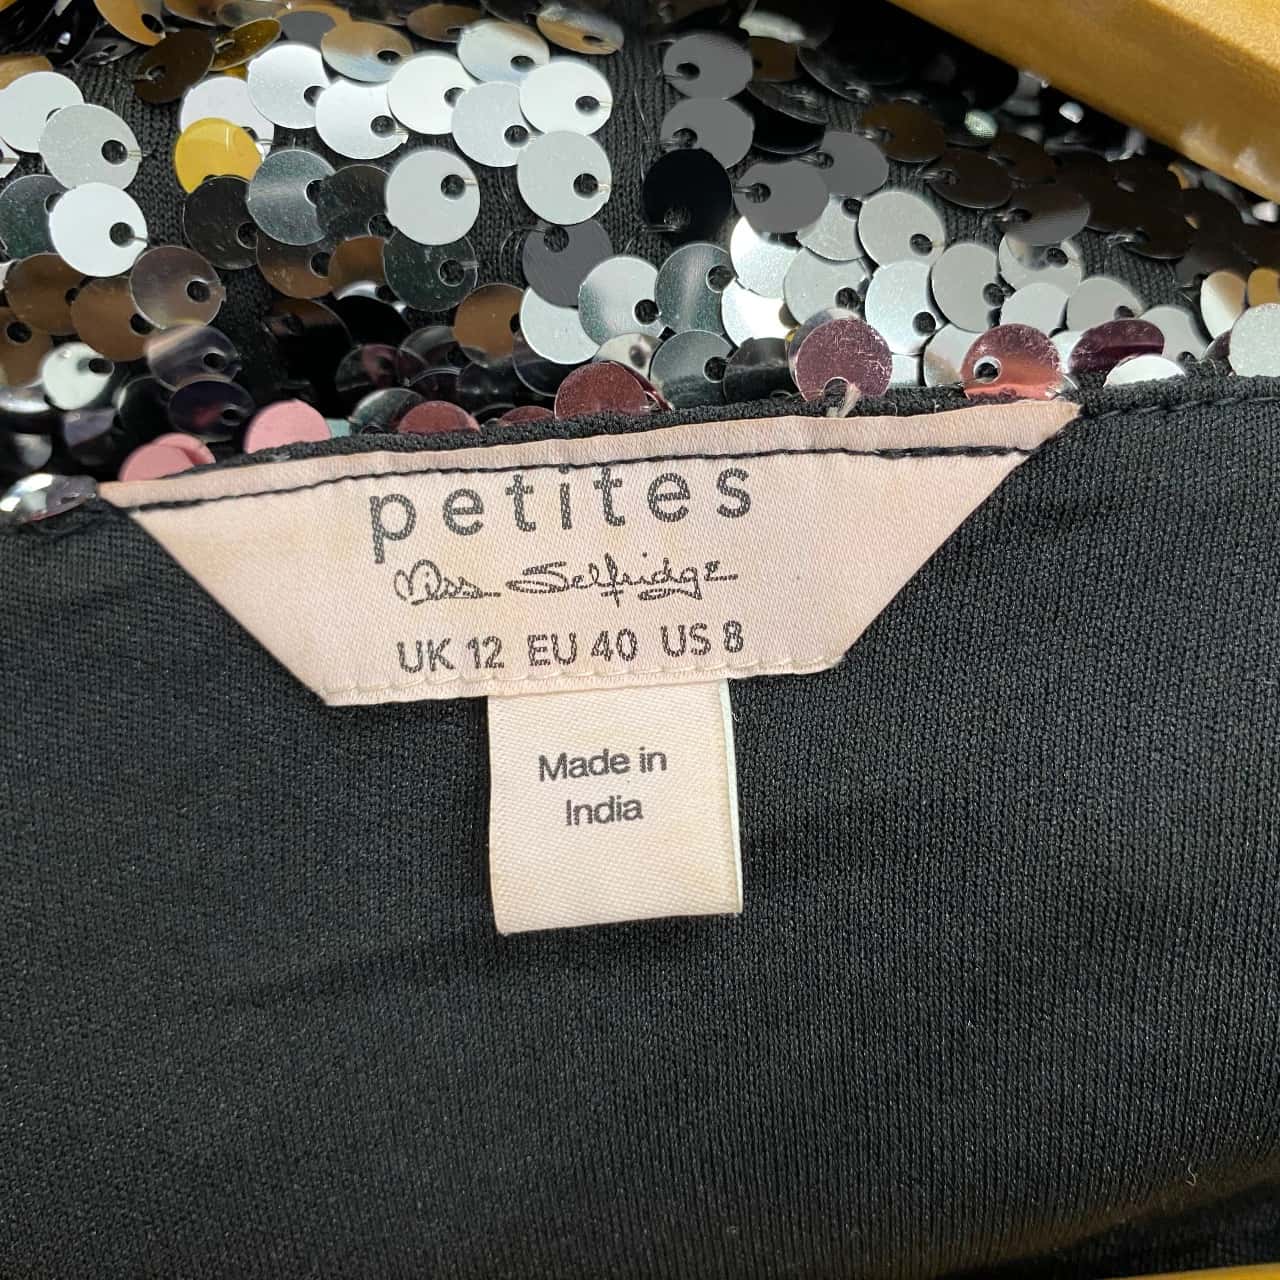 petites
Miss Selfridge
UK 12 EU 40 US 8
Made in
India